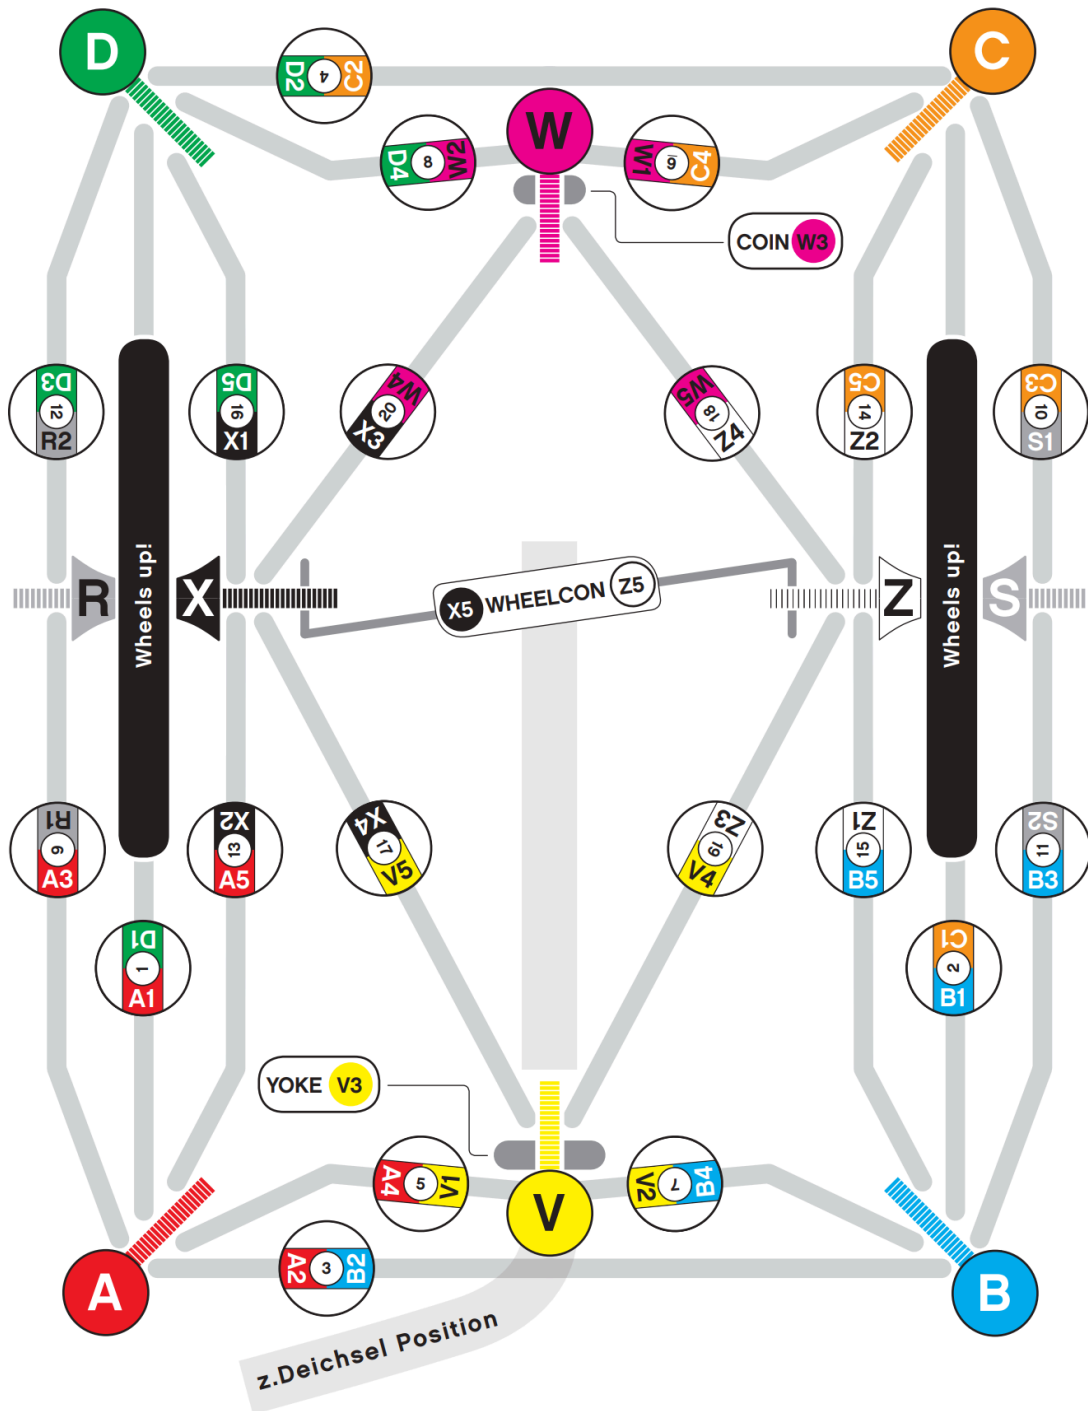 D
C
D2 4 C2
W
D4 8 W2
W1 6 C4
COIN W3
D3 12 R2
D5 16 X1
W4 20 X3
W5 18 Z4
C5 14 Z2
C3 10 S1
Wheels up!
Wheels up!
R
X
X5 WHEELCON Z5
Z
S
R1 9 A3
X2 13 A5
X4 17 V5
Z3 19 V4
Z1 15 B5
S2 11 B3
D1 1 A1
C1 2 B1
YOKE V3
A4 5 V1
V2 7 B4
V
A2 3 B2
A
B
z.Deichsel Position